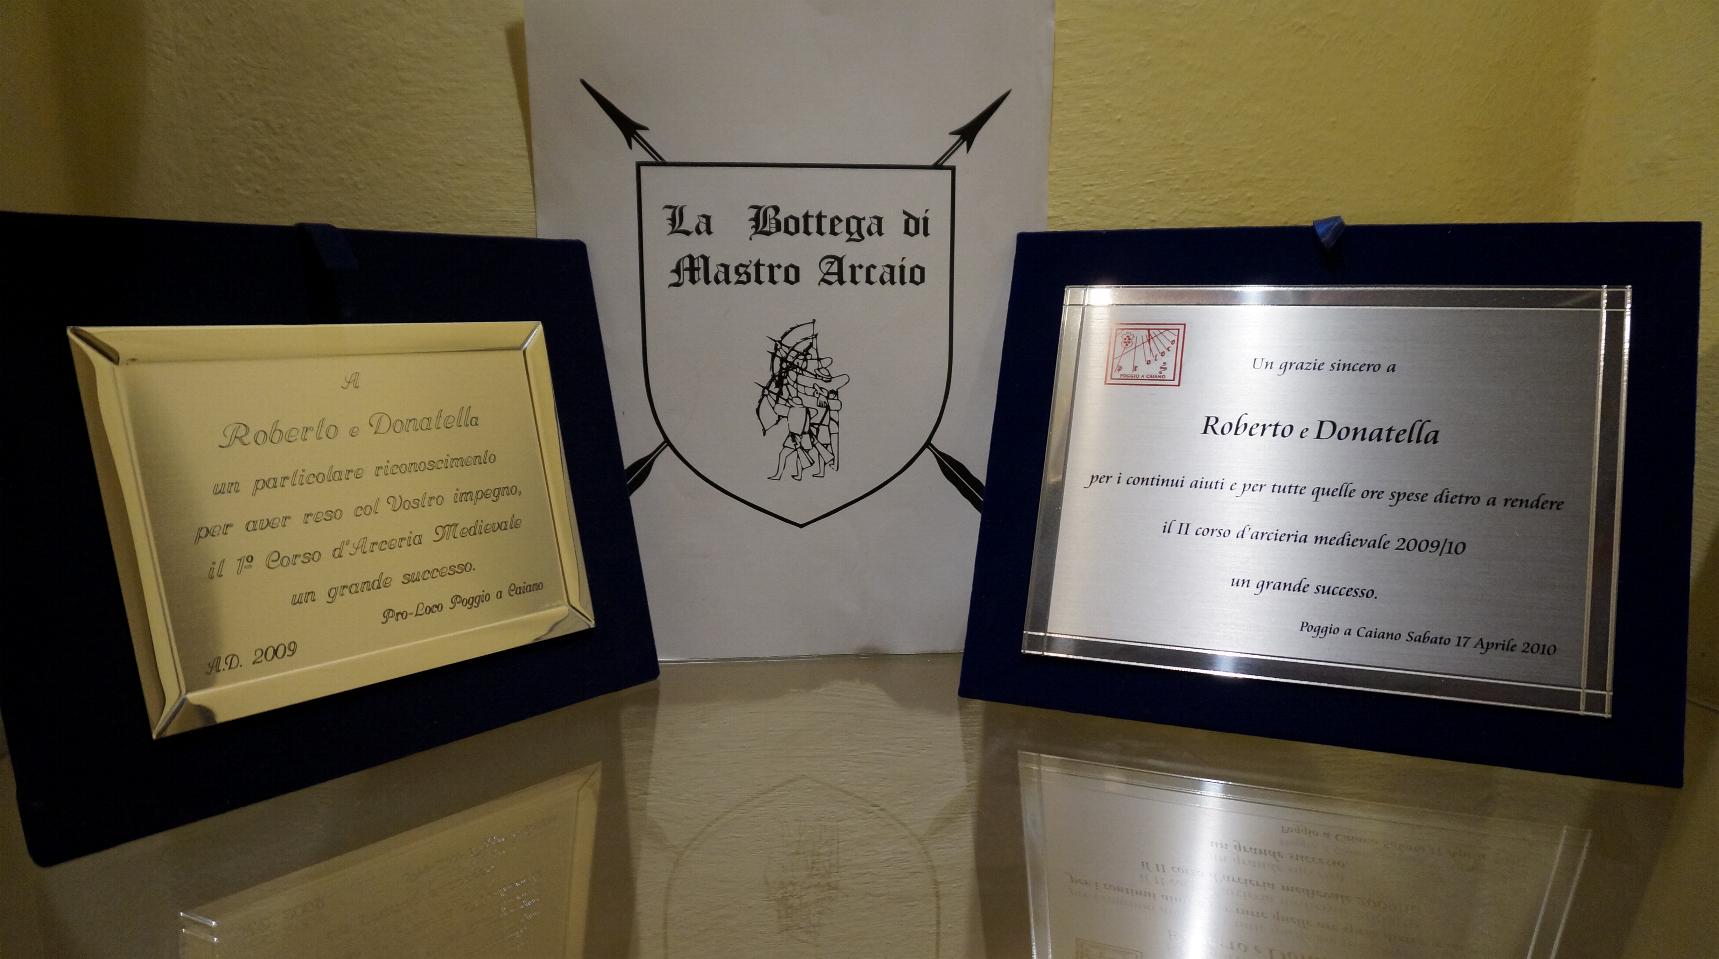 La Bottega di
Mastro Arcaio
A
Roberto e Donatella
un particolare riconoscimento
per aver reso col Vostro impegno,
il 1º Corso d'Arceria Medievale
un grande successo.
Pro-Loco Poggio a Caiano
A.D. 2009
POGGIO A CAIANO
Un grazie sincero a
Roberto e Donatella
per i continui aiuti e per tutte quelle ore spese dietro a rendere
il II corso d'arcieria medievale 2009/10
un grande successo.
Poggio a Caiano Sabato 17 Aprile 2010